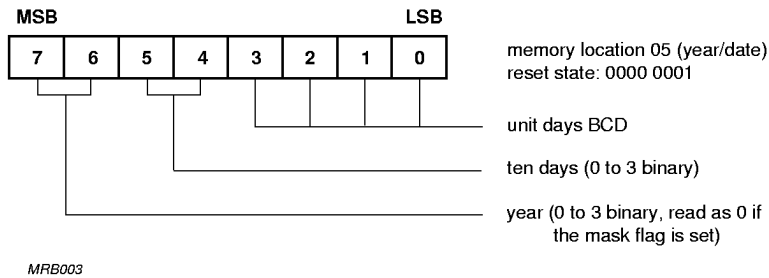 MSB LSB
7 6 5 4 3 2 1 0
memory location 05 (year/date)
reset state: 0000 0001
unit days BCD
ten days (0 to 3 binary)
year (0 to 3 binary, read as 0 if
the mask flag is set)
MRB003